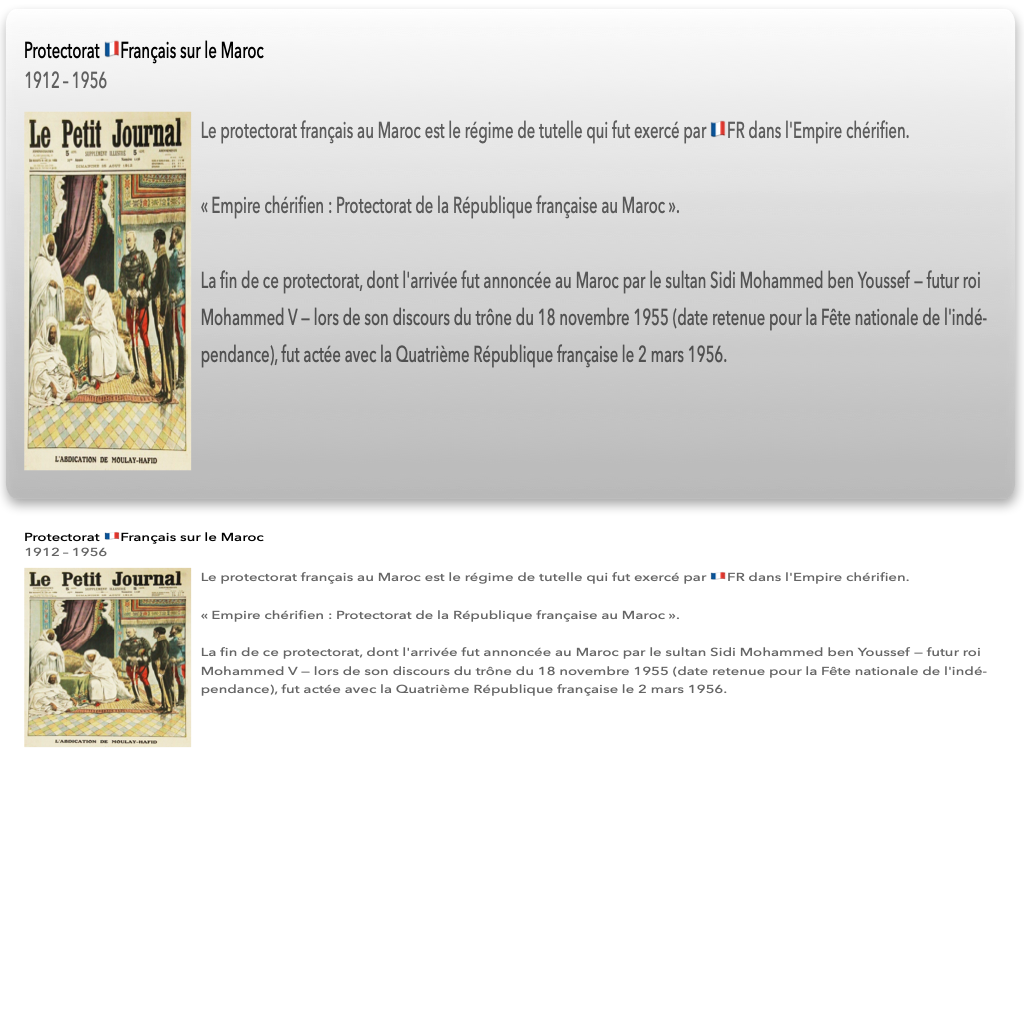 Protectorat 🇫🇷Français sur le Maroc
1912 – 1956
Le Petit Journal
SUPPLÉMENT ILLUSTRÉ
L'ABDICATION DE MOULAY-HAFID
Le protectorat français au Maroc est le régime de tutelle qui fut exercé par 🇫🇷FR dans l'Empire chérifien.
« Empire chérifien : Protectorat de la République française au Maroc ».
La fin de ce protectorat, dont l'arrivée fut annoncée au Maroc par le sultan Sidi Mohammed ben Youssef – futur roi
Mohammed V – lors de son discours du trône du 18 novembre 1955 (date retenue pour la Fête nationale de l'indé-
pendance), fut actée avec la Quatrième République française le 2 mars 1956.
Protectorat 🇫🇷Français sur le Maroc
1912 – 1956
Le Petit Journal
L'ABDICATION DE MOULAY-HAFID
Le protectorat français au Maroc est le régime de tutelle qui fut exercé par 🇫🇷FR dans l'Empire chérifien.
« Empire chérifien : Protectorat de la République française au Maroc ».
La fin de ce protectorat, dont l'arrivée fut annoncée au Maroc par le sultan Sidi Mohammed ben Youssef – futur roi
Mohammed V – lors de son discours du trône du 18 novembre 1955 (date retenue pour la Fête nationale de l'indé-
pendance), fut actée avec la Quatrième République française le 2 mars 1956.